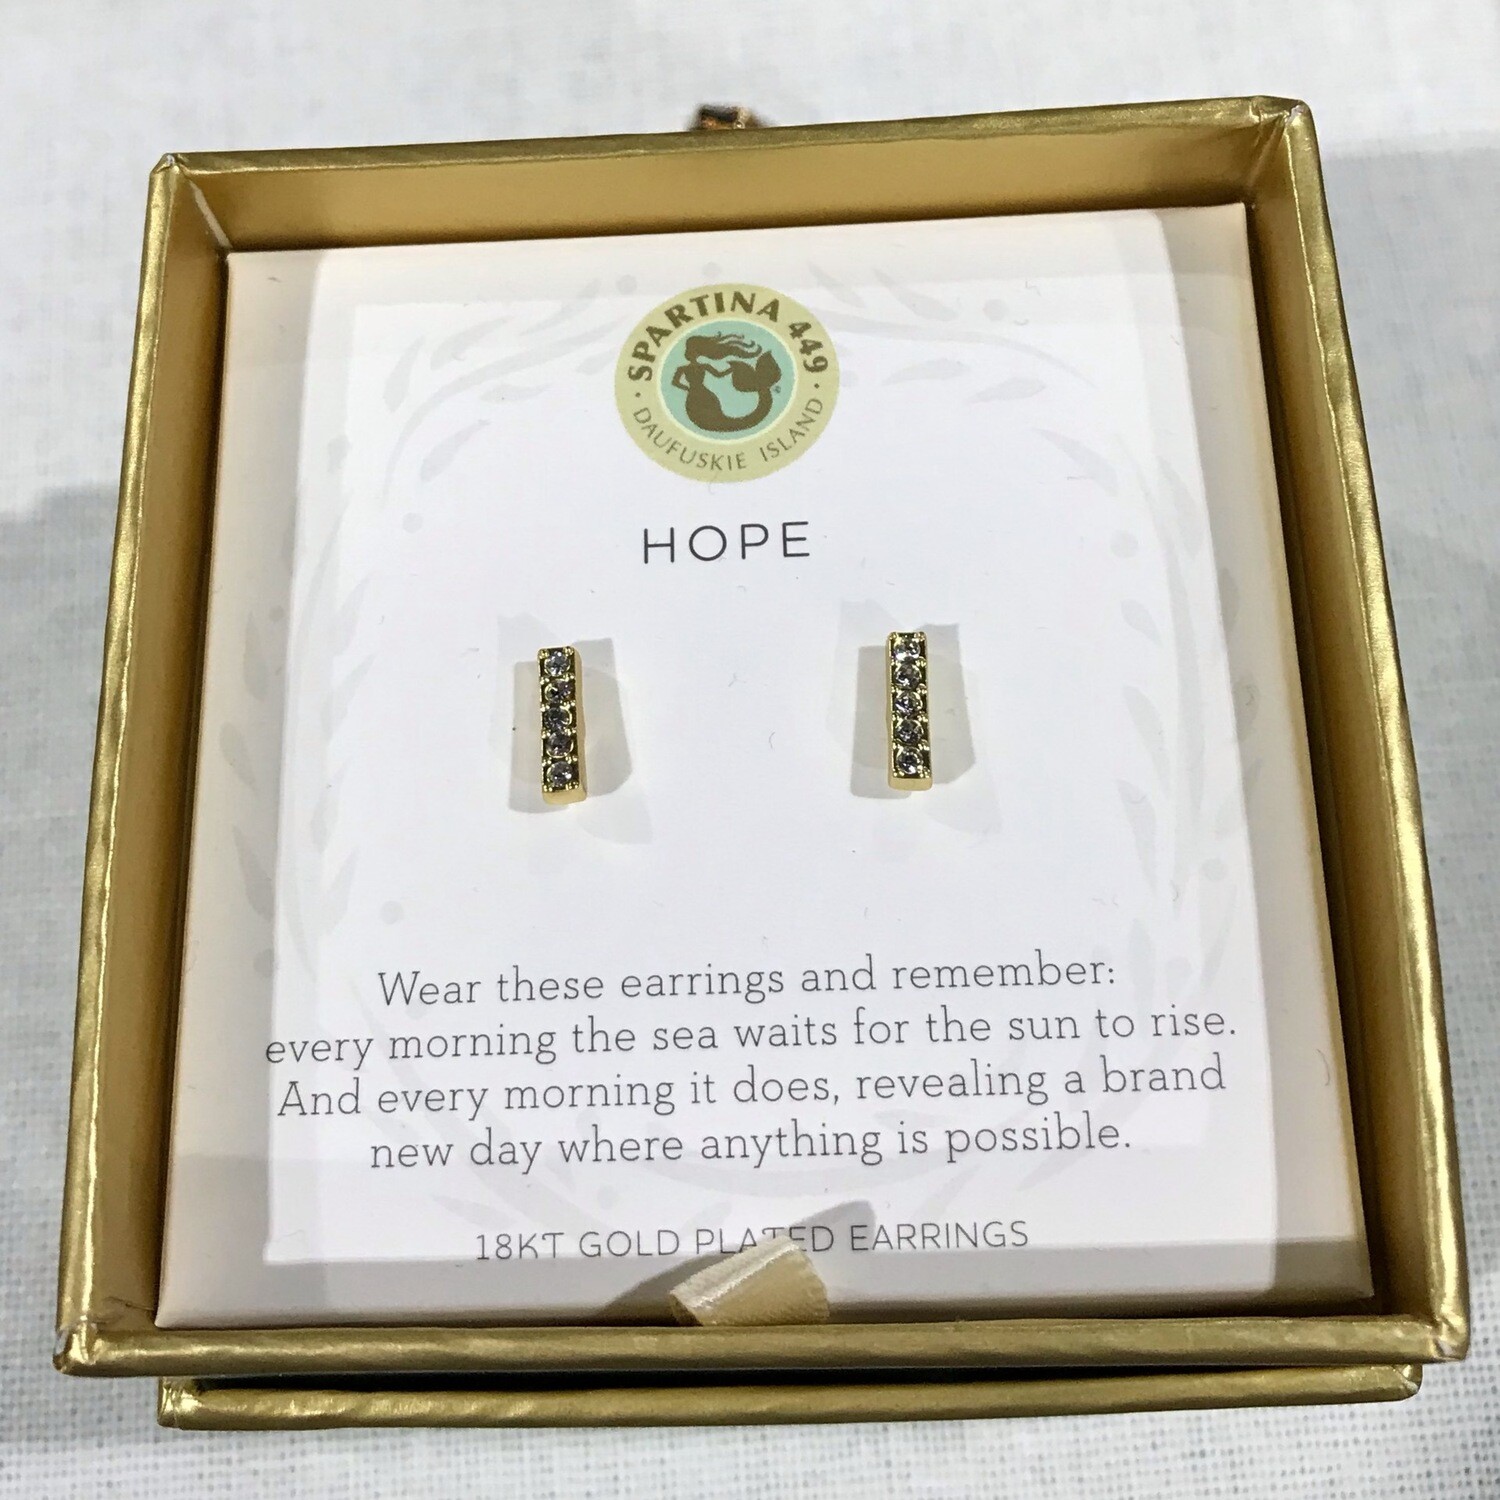 SPARTINA 449
· DAUFUSKIE ISLAND ·
HOPE
Wear these earrings and remember:
every morning the sea waits for the sun to rise.
And every morning it does, revealing a brand
new day where anything is possible.
18KT GOLD PLATED EARRINGS